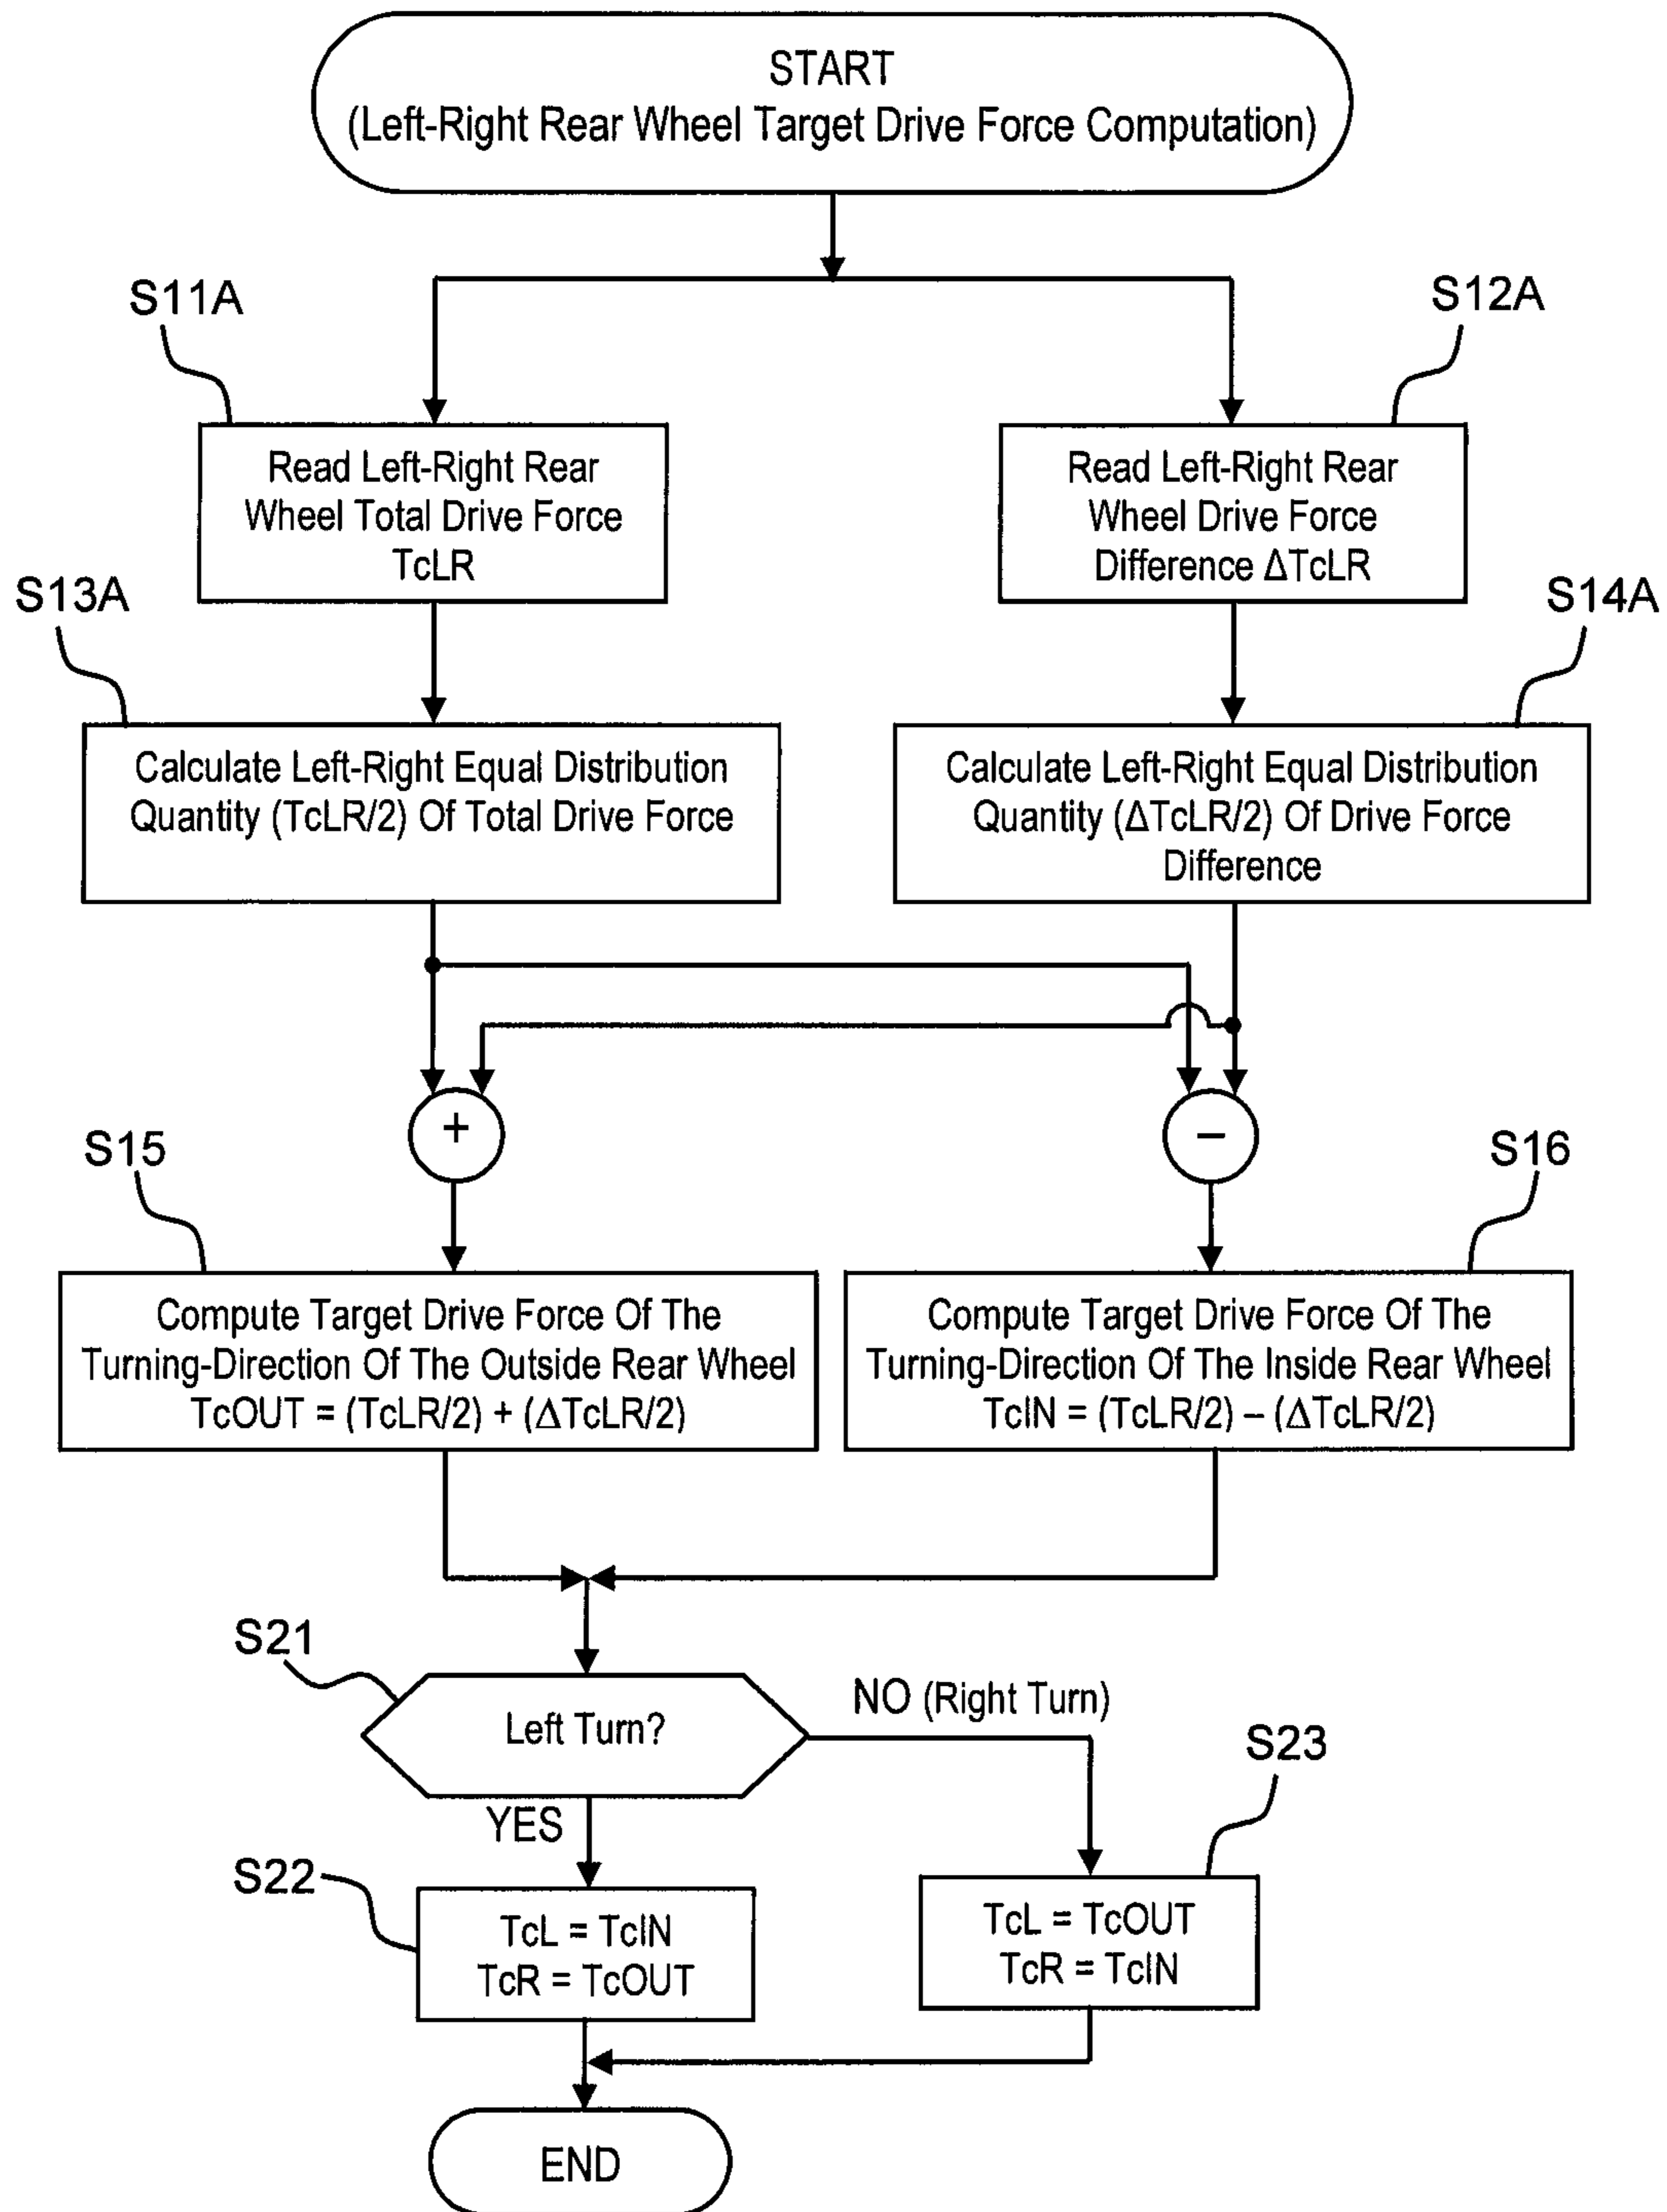 START
(Left-Right Rear Wheel Target Drive Force Computation)
S11A
S12A
Read Left-Right Rear
Wheel Total Drive Force
TcLR
Read Left-Right Rear
Wheel Drive Force
Difference ΔTcLR
S13A
S14A
Calculate Left-Right Equal Distribution
Quantity (TcLR/2) Of Total Drive Force
Calculate Left-Right Equal Distribution
Quantity (ΔTcLR/2) Of Drive Force
Difference
+
–
S15
S16
Compute Target Drive Force Of The
Turning-Direction Of The Outside Rear Wheel
TcOUT = (TcLR/2) + (ΔTcLR/2)
Compute Target Drive Force Of The
Turning-Direction Of The Inside Rear Wheel
TcIN = (TcLR/2) – (ΔTcLR/2)
S21
Left Turn?
NO (Right Turn)
S23
YES
S22
TcL = TcIN
TcR = TcOUT
TcL = TcOUT
TcR = TcIN
END